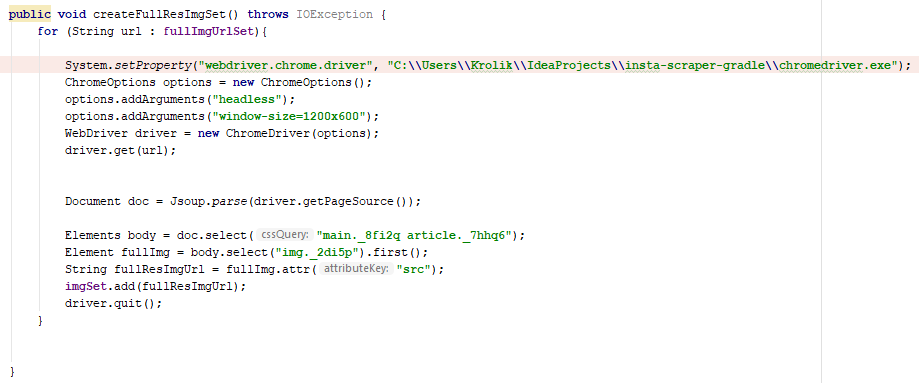 public void createFullResImgSet() throws IOException {
for (String url : fullImgUrlSet){
System.setProperty("webdriver.chrome.driver", "C:\\Users\\Krolik\\IdeaProjects\\insta-scraper-gradle\\chromedriver.exe");
ChromeOptions options = new ChromeOptions();
options.addArguments("headless");
options.addArguments("window-size=1200x600");
WebDriver driver = new ChromeDriver(options);
driver.get(url);
Document doc = Jsoup.parse(driver.getPageSource());
Elements body = doc.select( cssQuery: "main._8fi2q article._7hhq6");
Element fullImg = body.select("img._2di5p").first();
String fullResImgUrl = fullImg.attr( attributeKey: "src");
imgSet.add(fullResImgUrl);
driver.quit();
}
}